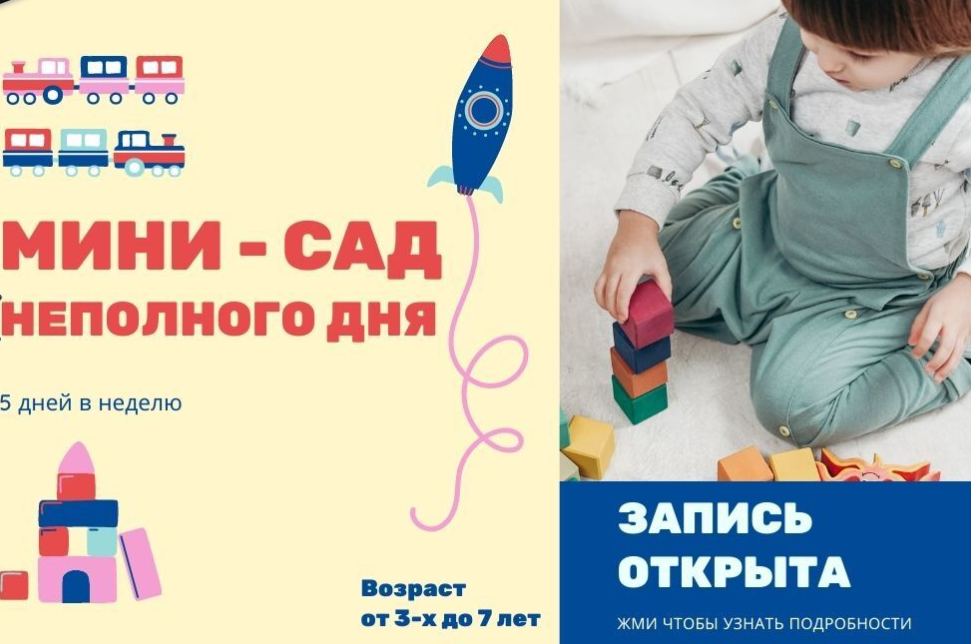 МИНИ - САД
НЕПОЛНОГО ДНЯ
5 дней в неделю
Возраст
от 3-х до 7 лет
ЗАПИСЬ
ОТКРЫТА
ЖМИ ЧТОБЫ УЗНАТЬ ПОДРОБНОСТИ